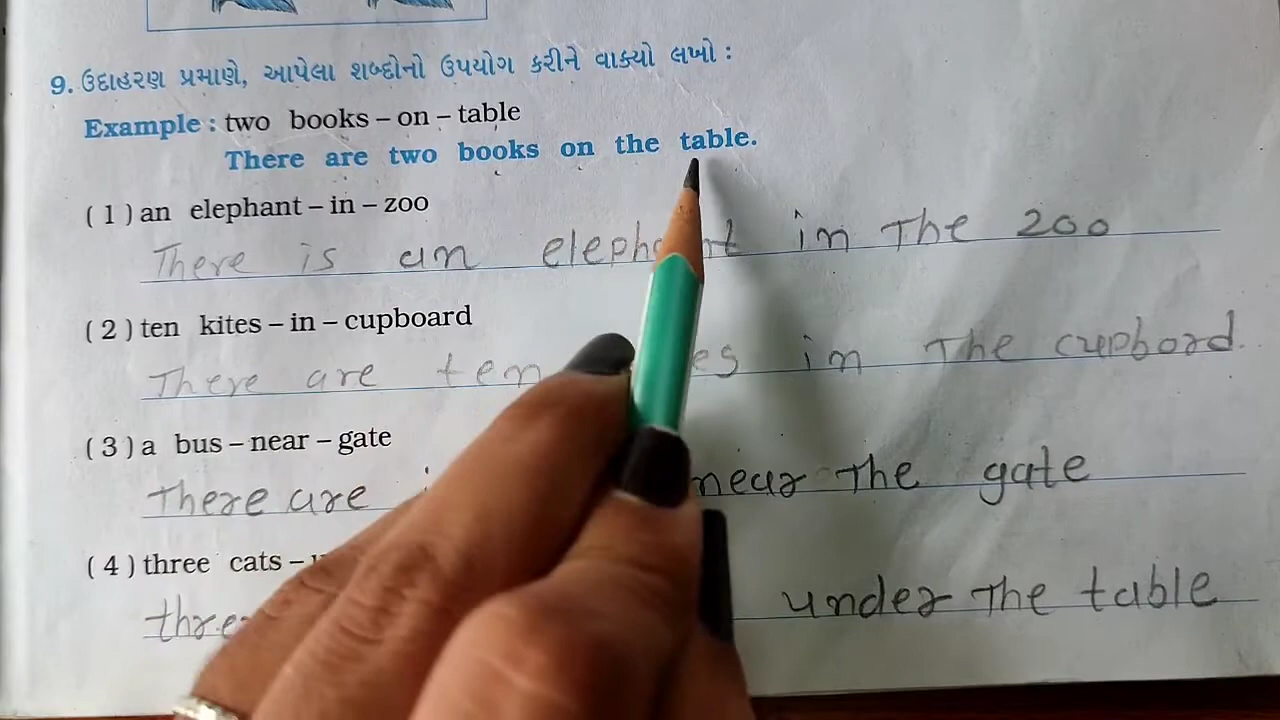 9. ઉદાહરણ પ્રમાણે, આપેલા શબ્દોનો ઉપયોગ કરીને વાક્યો લખો :
Example : two books – on – table
There are two books on the table.
( 1 ) an elephant – in – zoo
There is an elephant in The zoo
( 2 ) ten kites – in – cupboard
There are ten in The cupbord.
( 3 ) a bus – near – gate
There are near The gate
( 4 ) three cats –
under The table